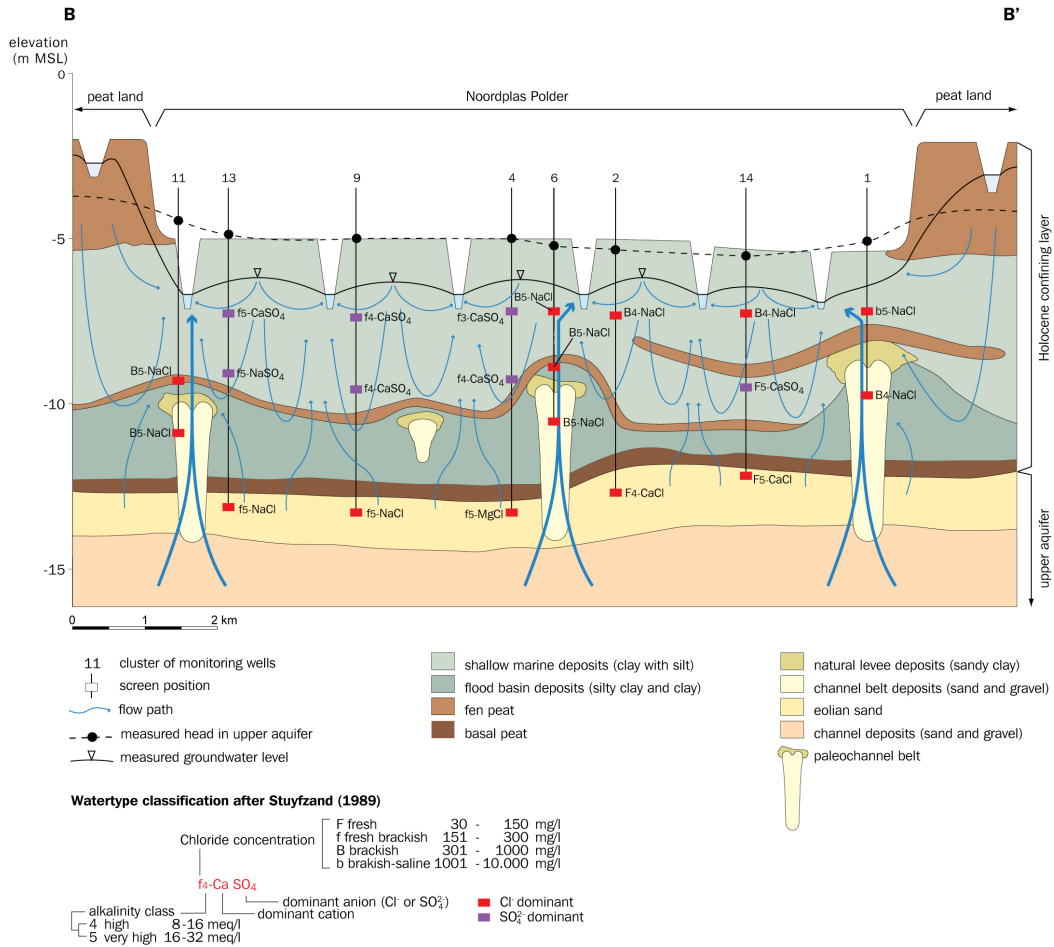 B
B’
elevation
(m MSL)
0
-5
-10
-15
peat land
Noordplas Polder
peat land
11
13
9
4
6
2
14
1
B5-NaCl
f5-CaSO4
f4-CaSO4
f3-CaSO4
B4-NaCl
B4-NaCl
b5-NaCl
B5-NaCl
B5-NaCl
f5-NaSO4
f4-CaSO4
f4-CaSO4
F5-CaSO4
B4-NaCl
B5-NaCl
B5-NaCl
f5-NaCl
f5-NaCl
f5-MgCl
F4-CaCl
F5-CaCl
Holocene confining layer
upper aquifer
0 1 2 km
11 cluster of monitoring wells
screen position
flow path
measured head in upper aquifer
measured groundwater level
shallow marine deposits (clay with silt)
flood basin deposits (silty clay and clay)
fen peat
basal peat
natural levee deposits (sandy clay)
channel belt deposits (sand and gravel)
eolian sand
channel deposits (sand and gravel)
paleochannel belt
Watertype classification after Stuyfzand (1989)
Chloride concentration
F fresh 30 - 150 mg/l
f fresh brackish 151 - 300 mg/l
B brackish 301 - 1000 mg/l
b brakish-saline 1001 - 10.000 mg/l
f4-Ca SO4
dominant anion (Cl- or SO4 2-)
dominant cation
alkalinity class
4 high 8-16 meq/l
5 very high 16-32 meq/l
Cl- dominant
SO4 2- dominant